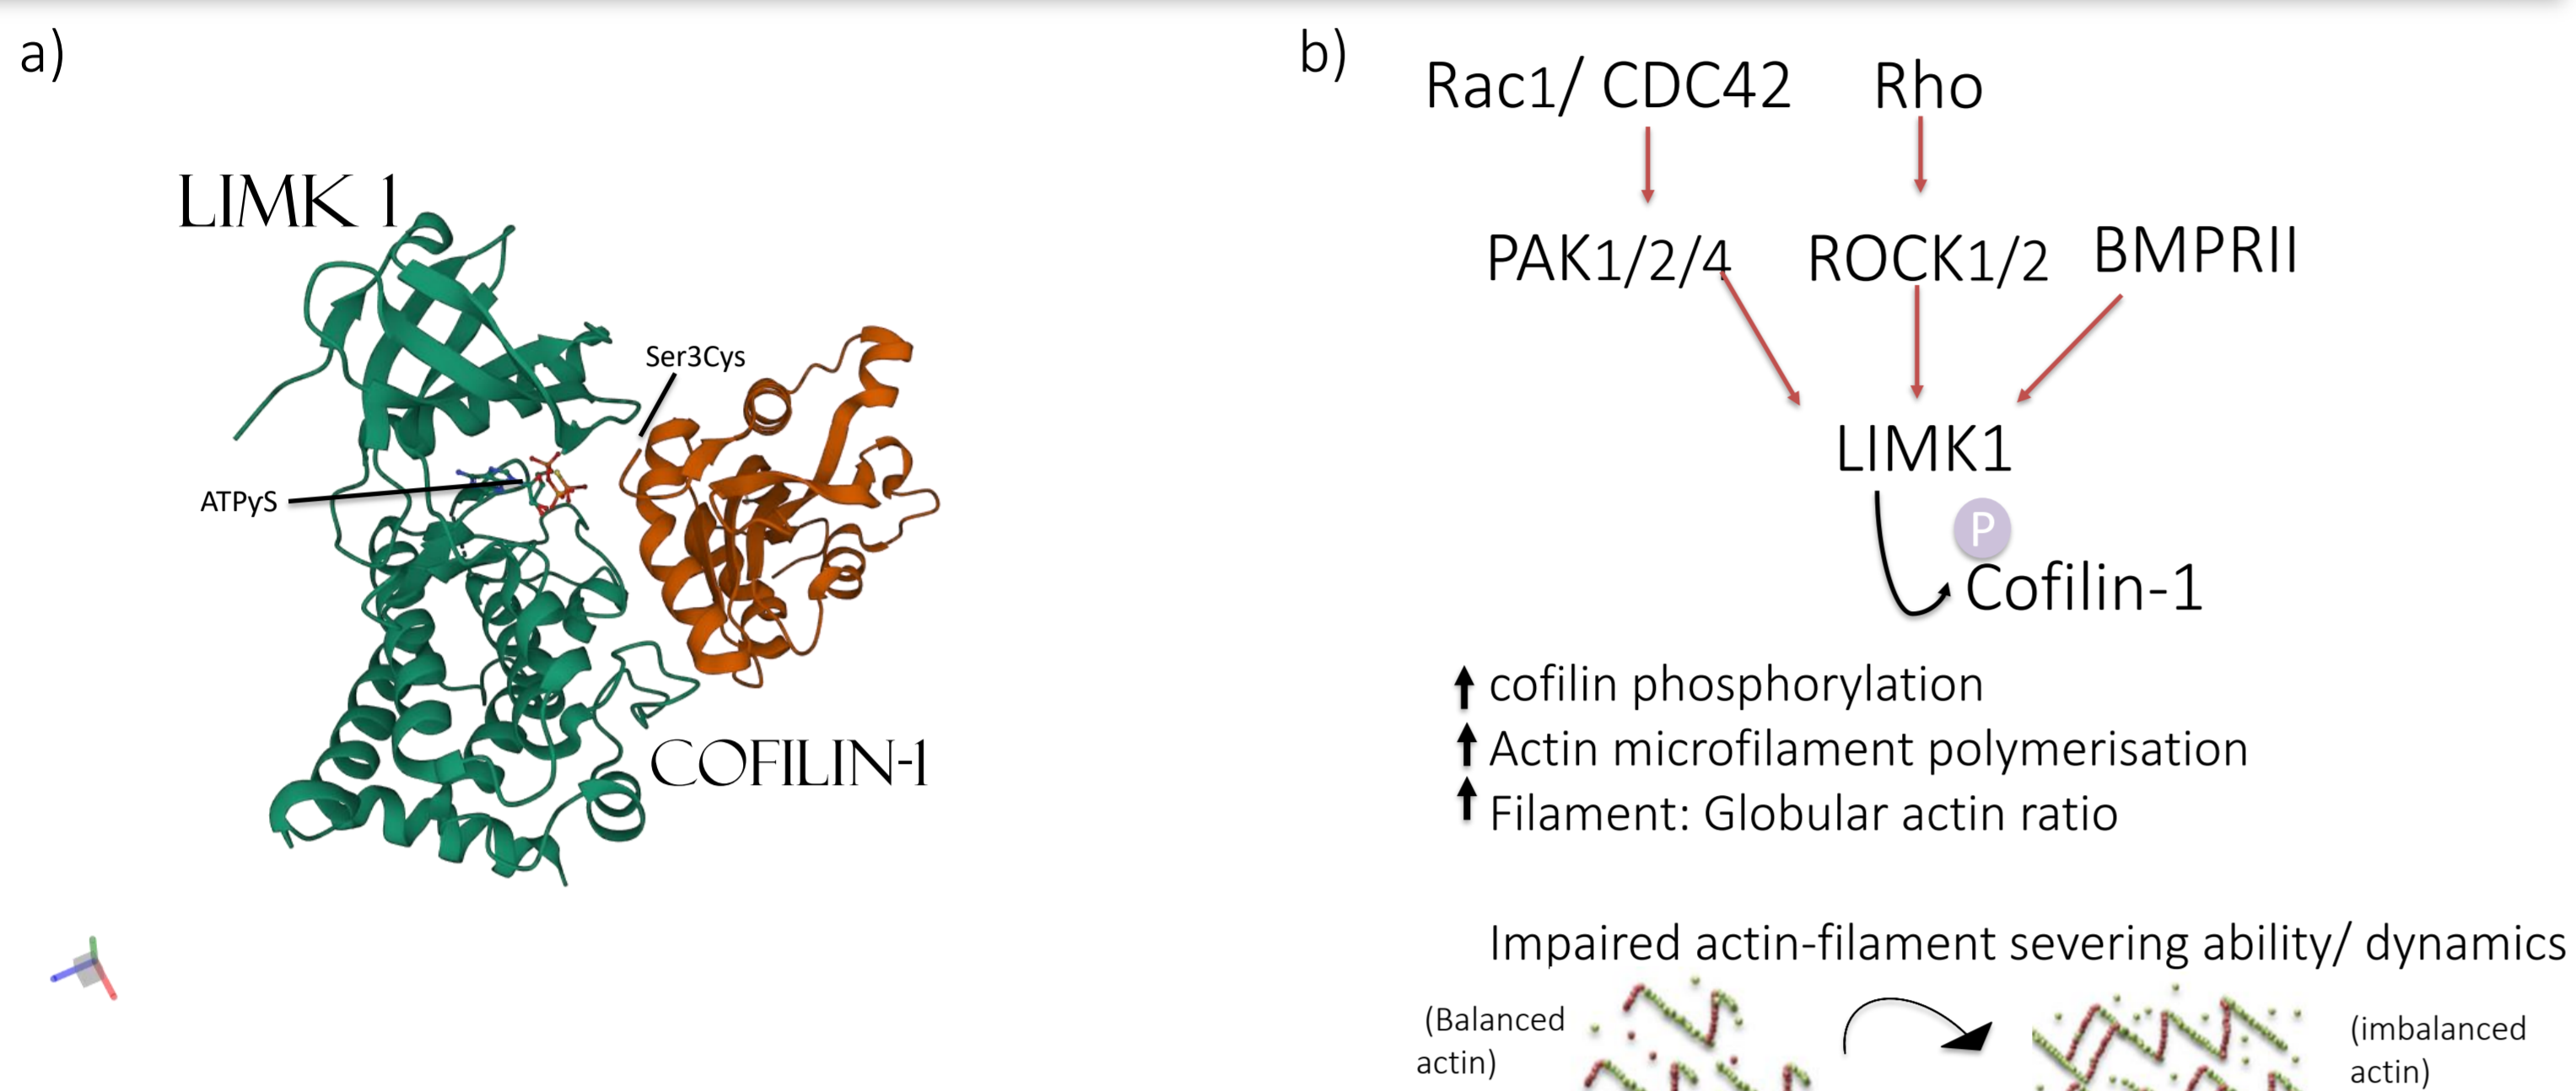 a)
LIMK 1
Ser3Cys
ATPγS
COFILIN-1
b)
Rac1/ CDC42 Rho
PAK1/2/4 ROCK1/2 BMPRII
LIMK1
P
Cofilin-1
cofilin phosphorylation
Actin microfilament polymerisation
Filament: Globular actin ratio
Impaired actin-filament severing ability/ dynamics
(Balanced
actin)
(imbalanced
actin)